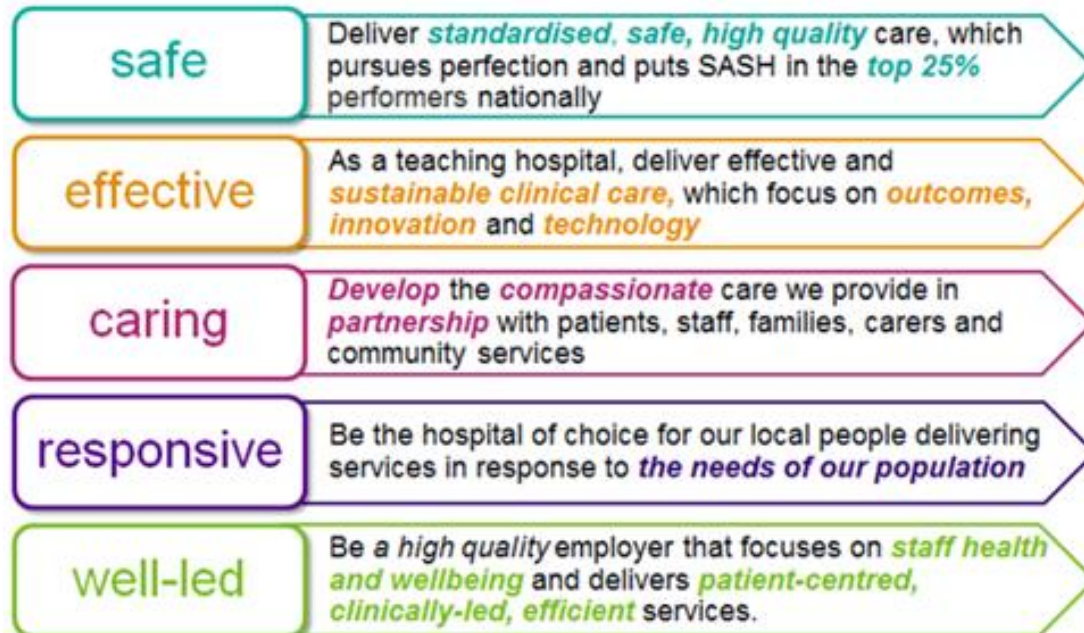 safe
Deliver standardised, safe, high quality care, which
pursues perfection and puts SASH in the top 25%
performers nationally
effective
As a teaching hospital, deliver effective and
sustainable clinical care, which focus on outcomes,
innovation and technology
caring
Develop the compassionate care we provide in
partnership with patients, staff, families, carers and
community services
responsive
Be the hospital of choice for our local people delivering
services in response to the needs of our population
well-led
Be a high quality employer that focuses on staff health
and wellbeing and delivers patient-centred,
clinically-led, efficient services.